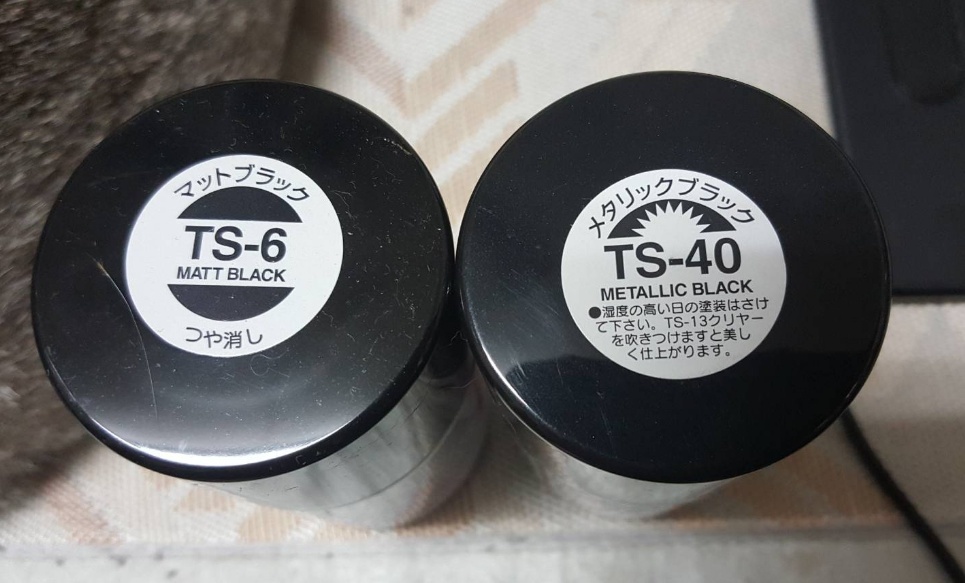 マットブラック
TS-6
MATT BLACK
つや消し
メタリックブラック
TS-40
METALLIC BLACK
●湿度の高い日の塗装はさけ
て下さい。TS-13クリヤー
を吹きつけますと美し
く仕上がります。